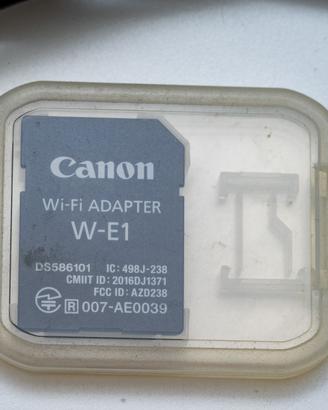 Canon
Wi-Fi ADAPTER
W-E1
DS586101 IC: 498J-238
CMIIT ID: 2016DJ1371
FCC ID: AZD238
R 007-AE0039